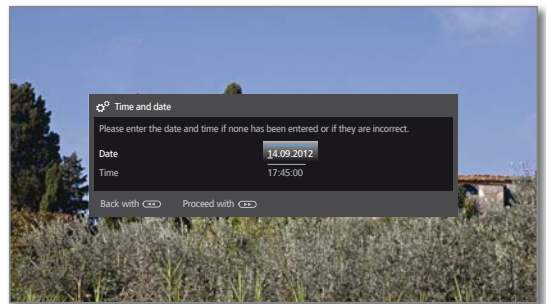 Time and date
Please enter the date and time if none has been entered or if they are incorrect.
Date 14.09.2012
Time 17:45:00
Back with Proceed with